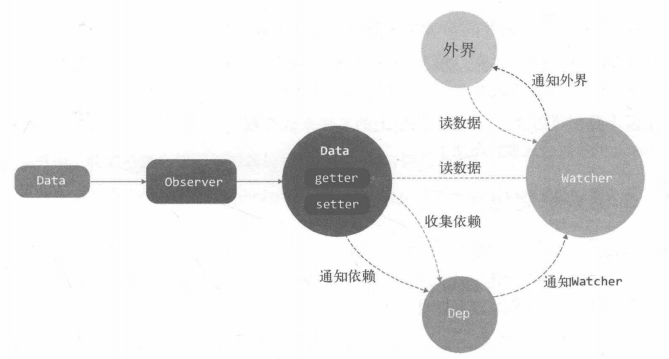 外界
通知外界
读数据
Data
读数据
Watcher
Data
Observer
getter
setter
收集依赖
通知依赖
通知Watcher
Dep